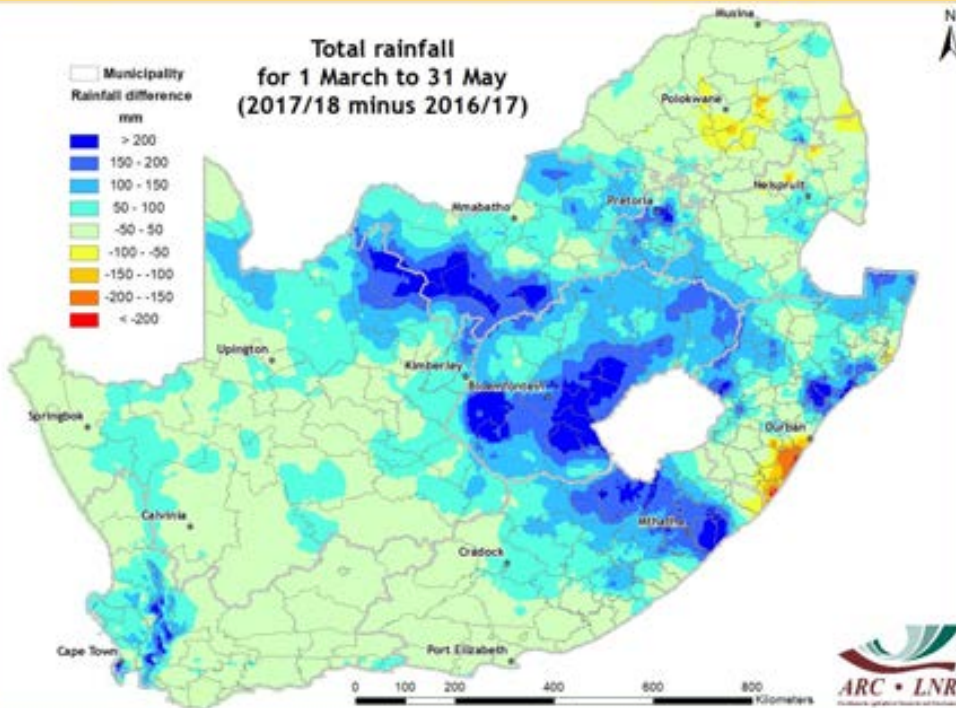 Total rainfall
for 1 March to 31 May
(2017/18 minus 2016/17)
N
Municipality
Rainfall difference
mm
> 200
150 - 200
100 - 150
50 - 100
-50 - 50
-100 - -50
-150 - -100
-200 - -150
< -200
Musina
Polokwane
Nelspruit
Pretoria
Mmabatho
Upington
Kimberley
Bloemfontein
Springbok
Durban
Calvinia
Mthatha
Cradock
Cape Town
Port Elizabeth
0 100 200 400 600 800
Kilometers
ARC • LNR